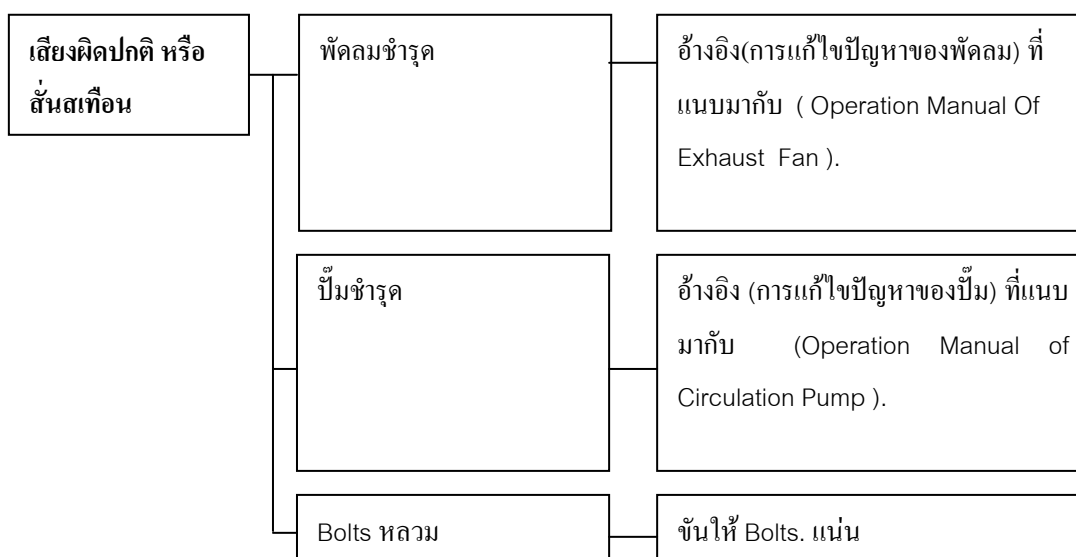 เสียงผิดปกติ หรือ
สั่นสเทือน
พัดลมชำรุด
อ้างอิง(การแก้ไขปัญหาของพัดลม) ที่
แนบมากับ ( Operation Manual Of
Exhaust Fan ).
ปั๊มชำรุด
อ้างอิง (การแก้ไขปัญหาของปั๊ม) ที่แนบ
มากับ (Operation Manual of
Circulation Pump ).
Bolts หลวม
ขันให้ Bolts. แน่น